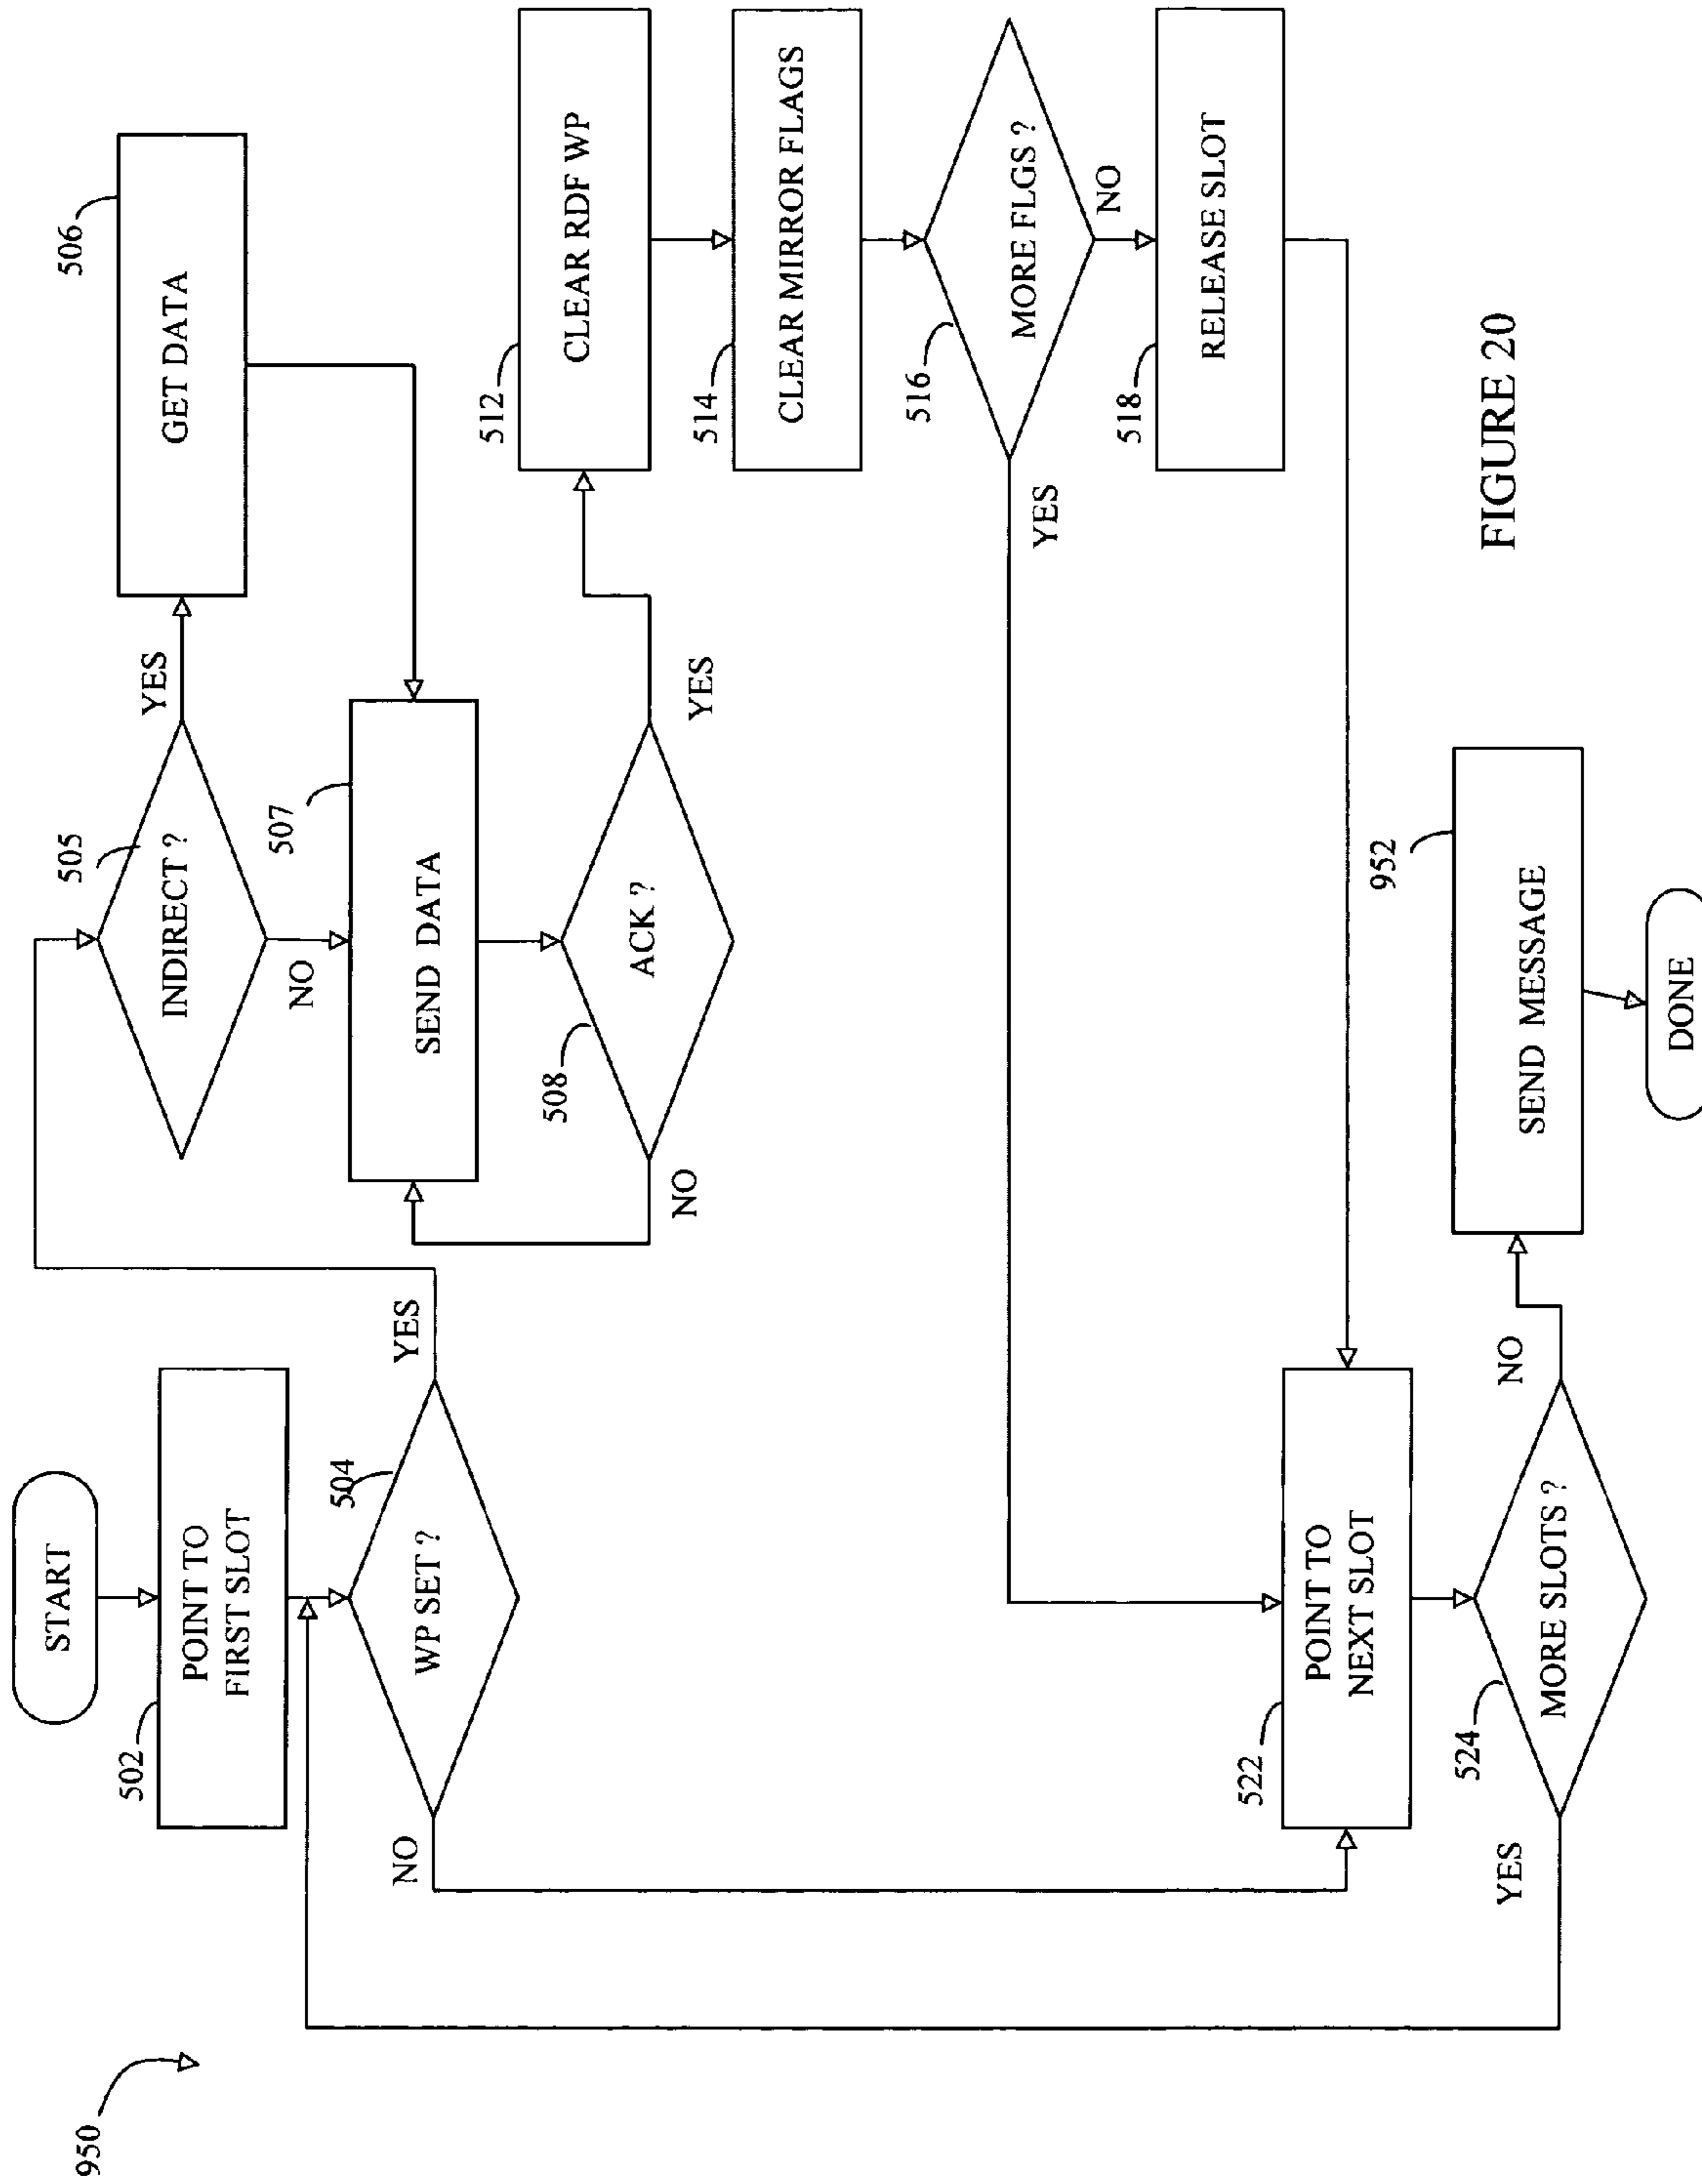 950
START
502
POINT TO
FIRST SLOT
504
WP SET ?
YES
NO
505
INDIRECT ?
YES
NO
506
GET DATA
507
SEND DATA
508
ACK ?
YES
NO
512
CLEAR RDF WP
514
CLEAR MIRROR FLAGS
516
MORE FLGS ?
YES
NO
518
RELEASE SLOT
522
POINT TO
NEXT SLOT
524
MORE SLOTS ?
YES
NO
952
SEND MESSAGE
DONE
FIGURE 20